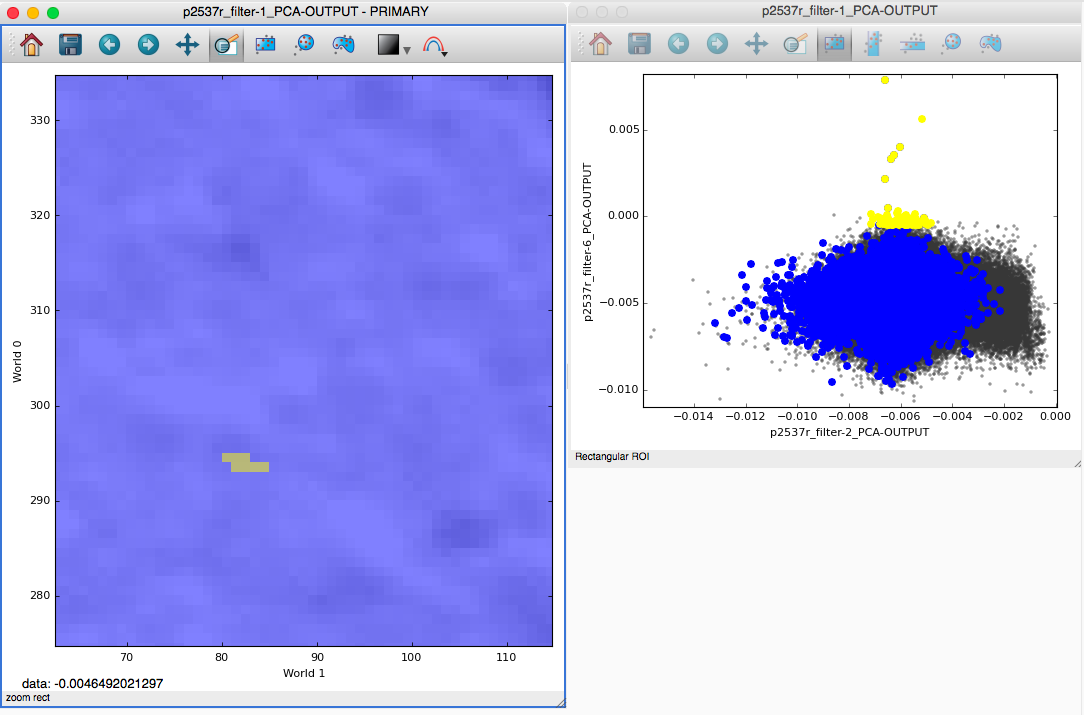 p2537r_filter-1_PCA-OUTPUT - PRIMARY
330
320
310
300
290
280
World 0
70
80
90
100
110
World 1
data: -0.0046492021297
zoom rect
p2537r_filter-1_PCA-OUTPUT
0.005
0.000
−0.005
−0.010
p2537r_filter-6_PCA-OUTPUT
−0.014
−0.012
−0.010
−0.008
−0.006
−0.004
−0.002
0.000
p2537r_filter-2_PCA-OUTPUT
Rectangular ROI